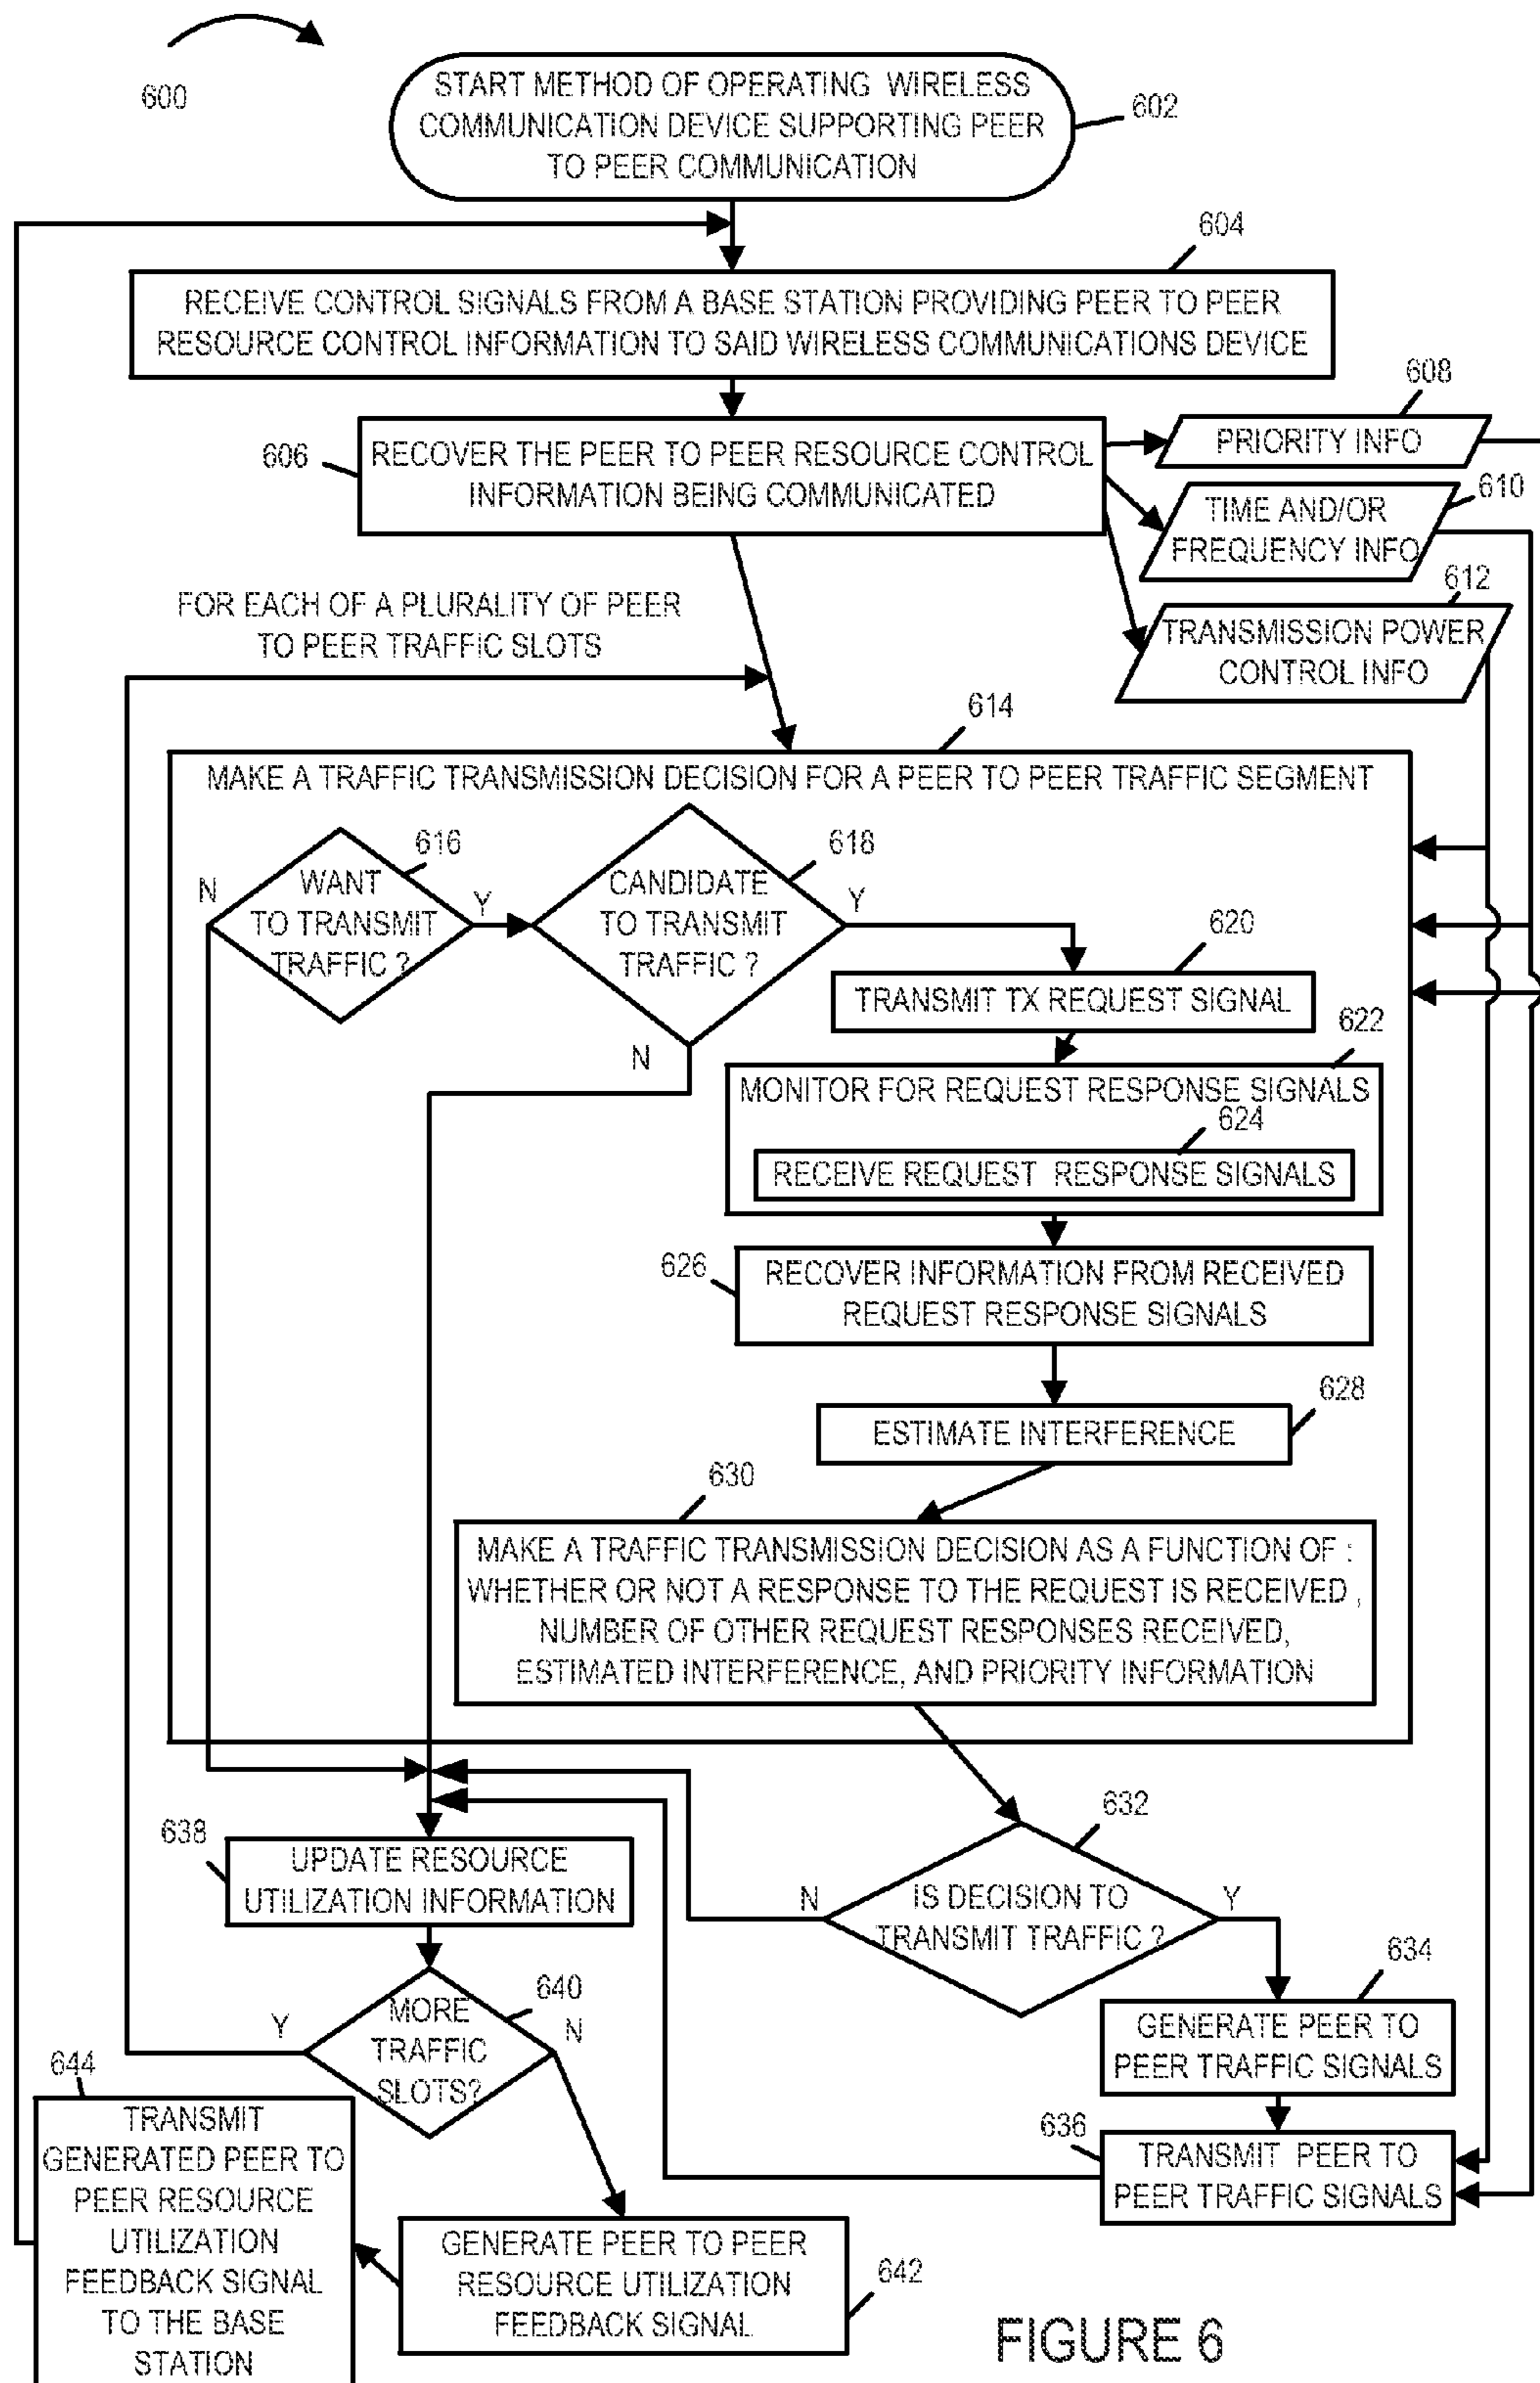 600
START METHOD OF OPERATING WIRELESS
COMMUNICATION DEVICE SUPPORTING PEER
TO PEER COMMUNICATION
602
604
RECEIVE CONTROL SIGNALS FROM A BASE STATION PROVIDING PEER TO PEER
RESOURCE CONTROL INFORMATION TO SAID WIRELESS COMMUNICATIONS DEVICE
606
RECOVER THE PEER TO PEER RESOURCE CONTROL
INFORMATION BEING COMMUNICATED
608
PRIORITY INFO
610
TIME AND/OR
FREQUENCY INFO
612
TRANSMISSION POWER
CONTROL INFO
FOR EACH OF A PLURALITY OF PEER
TO PEER TRAFFIC SLOTS
614
MAKE A TRAFFIC TRANSMISSION DECISION FOR A PEER TO PEER TRAFFIC SEGMENT
616
N
WANT
TO TRANSMIT
TRAFFIC ?
Y
618
CANDIDATE
TO TRANSMIT
TRAFFIC ?
Y
N
620
TRANSMIT TX REQUEST SIGNAL
622
MONITOR FOR REQUEST RESPONSE SIGNALS
624
RECEIVE REQUEST RESPONSE SIGNALS
626
RECOVER INFORMATION FROM RECEIVED
REQUEST RESPONSE SIGNALS
628
ESTIMATE INTERFERENCE
630
MAKE A TRAFFIC TRANSMISSION DECISION AS A FUNCTION OF :
WHETHER OR NOT A RESPONSE TO THE REQUEST IS RECEIVED ,
NUMBER OF OTHER REQUEST RESPONSES RECEIVED,
ESTIMATED INTERFERENCE, AND PRIORITY INFORMATION
632
N
IS DECISION TO
TRANSMIT TRAFFIC ?
Y
634
GENERATE PEER TO
PEER TRAFFIC SIGNALS
636
TRANSMIT PEER TO
PEER TRAFFIC SIGNALS
638
UPDATE RESOURCE
UTILIZATION INFORMATION
640
Y
MORE
TRAFFIC
SLOTS?
N
642
GENERATE PEER TO PEER
RESOURCE UTILIZATION
FEEDBACK SIGNAL
644
TRANSMIT
GENERATED PEER TO
PEER RESOURCE
UTILIZATION
FEEDBACK SIGNAL
TO THE BASE
STATION
FIGURE 6